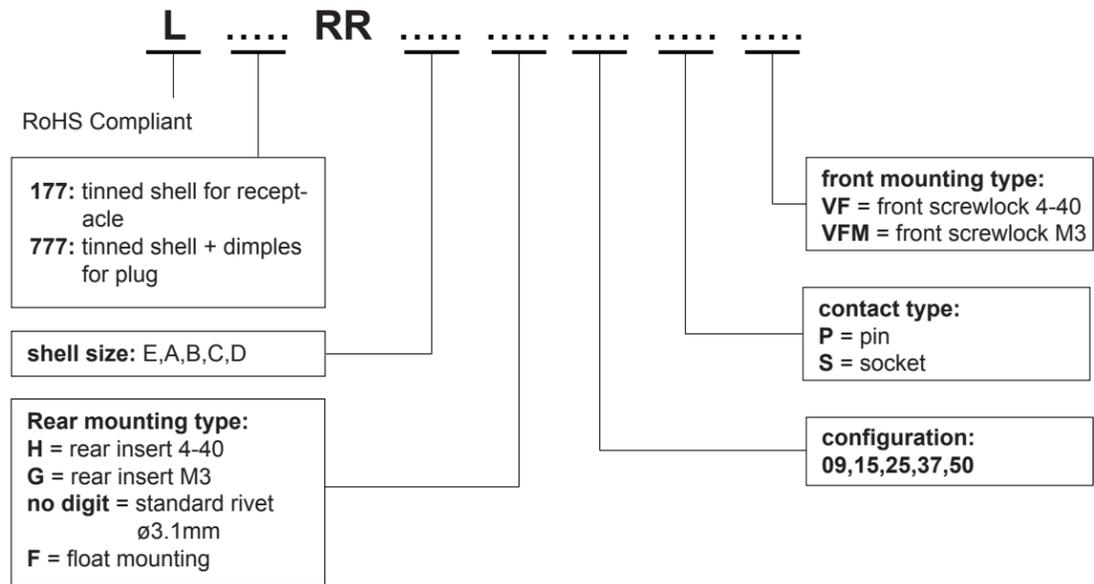 L ..... RR ..... ..... ..... ..... .....
RoHS Compliant
177: tinned shell for recept-
acle
777: tinned shell + dimples
for plug
shell size: E,A,B,C,D
Rear mounting type:
H = rear insert 4-40
G = rear insert M3
no digit = standard rivet
ø3.1mm
F = float mounting
front mounting type:
VF = front screwlock 4-40
VFM = front screwlock M3
contact type:
P = pin
S = socket
configuration:
09,15,25,37,50